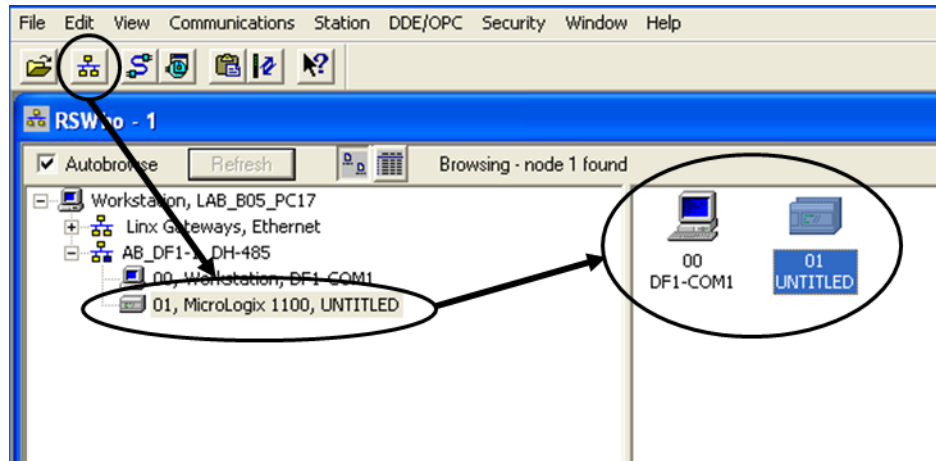 File Edit View Communications Station DDE/OPC Security Window Help
RSWho - 1
Autobrowse Refresh Browsing - node 1 found
Workstation, LAB_B05_PC17
Linx Gateways, Ethernet
AB_DF1-1, DH-485
00, Workstation, DF1-COM1
01, MicroLogix 1100, UNTITLED
00
DF1-COM1
01
UNTITLED